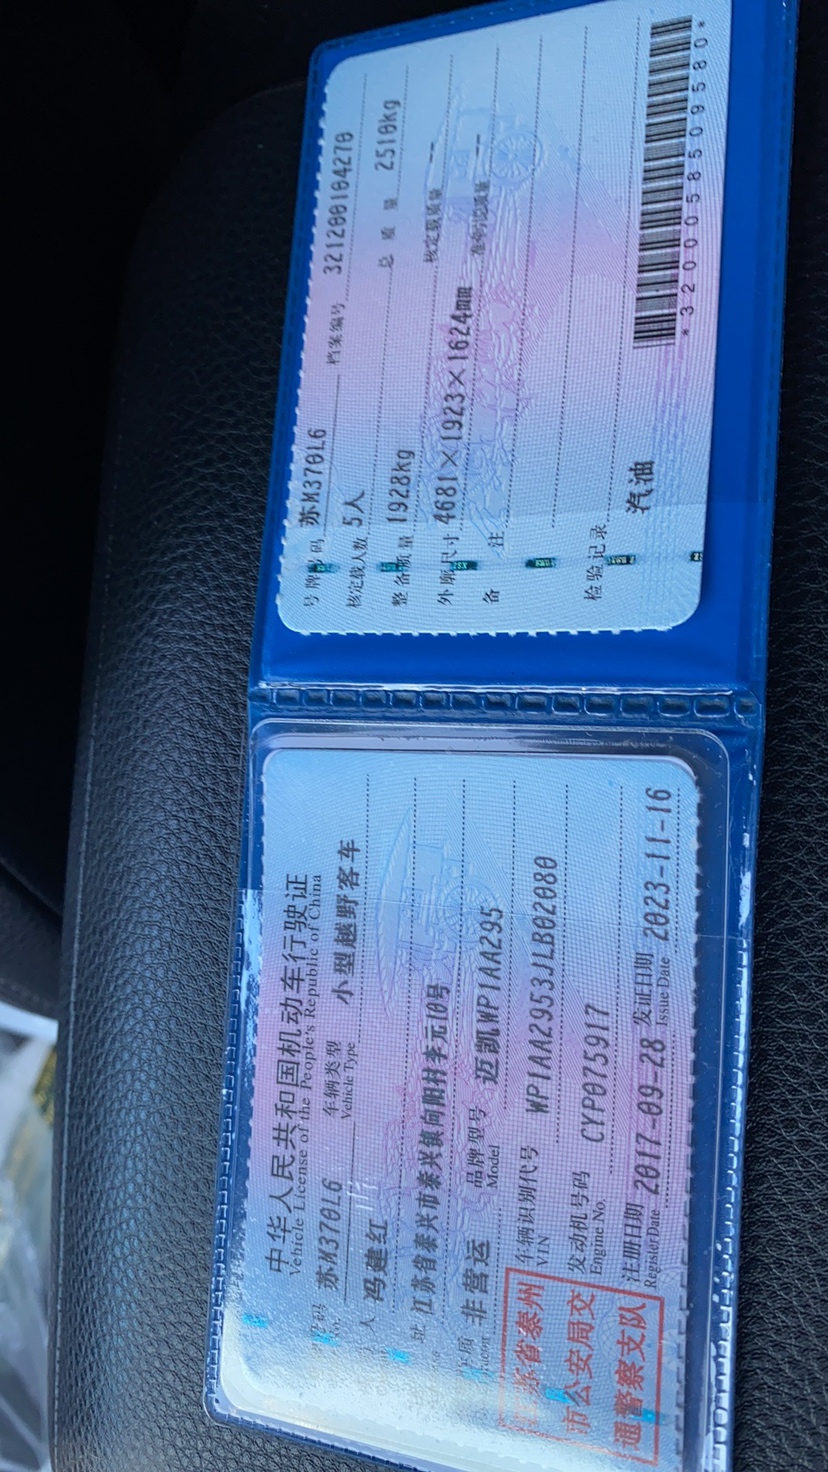 中华人民共和国机动车行驶证
Vehicle License of the People's Republic of China
苏M370L6 车辆类型 小型越野客车
Vehicle Type
人 冯建红
址 江苏省泰兴市泰兴镇向阳村李元10号
非营运 品牌型号 迈凯WP1AA295
Model
车辆识别代号 WP1AA2953JLB02080
VIN
发动机号码 CYP075917
Engine No.
注册日期 2017-09-28 发证日期 2023-11-16
Register Date Issue Date
江苏省泰州
市公安局交
通警察支队
号牌号码 苏M370L6 档案编号 321200104270
核定载人数 5人 总质量 2510kg
整备质量 1928kg 核定载质量 --
外廓尺寸 4681×1923×1624mm 准牵引总质量 --
备注
检验记录
汽油
*3200058509580*